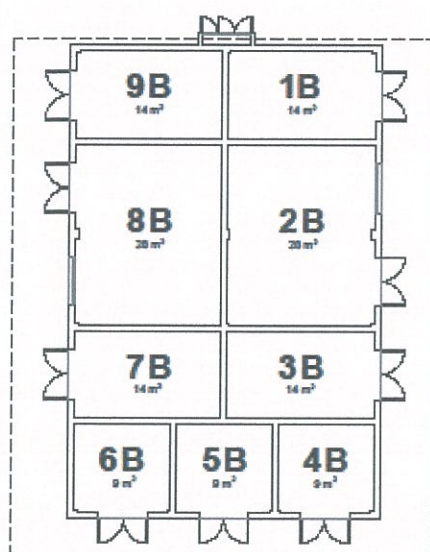 9B 1B
14 m² 14 m²
8B 2B
28 m² 28 m²
7B 3B
14 m² 14 m²
6B 5B 4B
9 m² 9 m² 9 m²